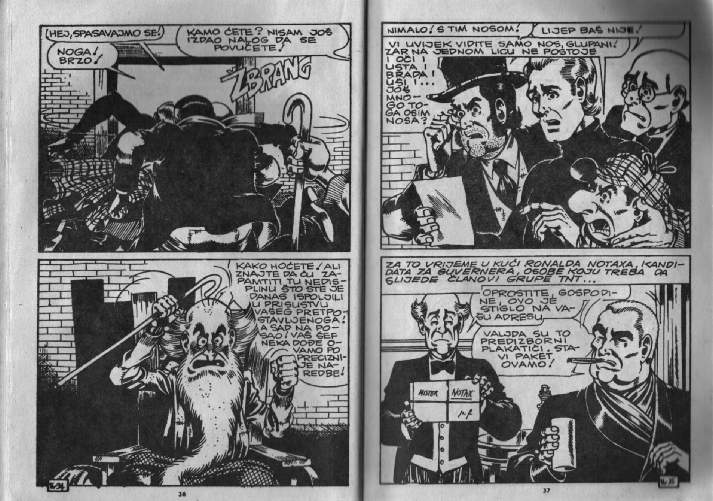 HEJ, SPASAVAJMO SE!
NOGA!
BRZO!
KAMO ĆETE? NISAM JOŠ
IZDAO NALOG DA SE
POVUČETE!
ZBRANG
KAKO HOĆETE! ALI
ZNAJTE DA ĆU ZA-
PAMTITI TU NEDIS-
PLINU ŠTO STE JE
DANAS ISPOLJILI
U PRISUSTVU
VAŠEG PRETPO-
STAVLJENOGA!
A SAD NA PO-
SAO! VAŠ ŠEF
NEKA DOĐE O-
VAMO PO
PRECIZNI-
JE NA-
REDBE!
36
NIMALO! S TIM NOSOM!
LIJEP BAŠ NIJE!
VI UVIJEK VIDITE SAMO NOS, GLUPANI!
ZAR NA JEDNOM LICU NE POSTOJE
I OČI!
USTA!
BRADA!
UŠI!...
JOŠ
MNO-
GO TO-
GA OSIM
NOSA?
ZA TO VRIJEME U KUĆI RONALDA NOTAXA, KANDI-
DATA ZA GUVERNERA, OSOBE KOJU TREBA DA
SLIJEDE ČLANOVI GRUPE TNT...
OPROSTITE, GOSPODI-
NE, OVO JE
STIGLO NA VA-
ŠU ADRESU.
VALJDA SU TO
PREDIZBORNI
PLAKATIĆI. STA-
VI PAKET
OVAMO!
MISTER NOTAX
37